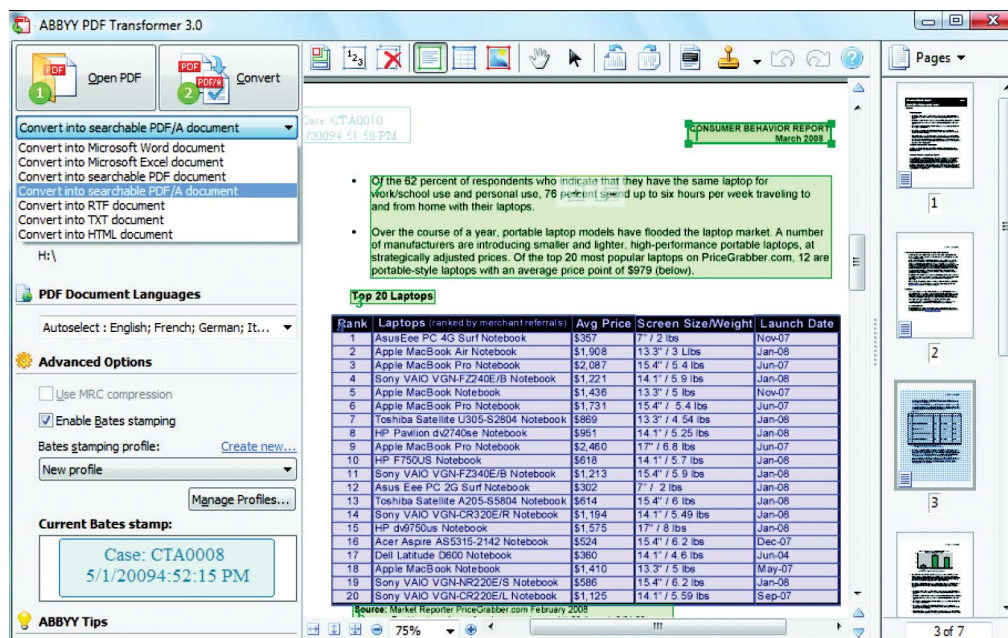 ABBYY PDF Transformer 3.0
Open PDF
Convert
Pages
Convert into searchable PDF/A document
Convert into Microsoft Word document
Convert into Microsoft Excel document
Convert into searchable PDF document
Convert into searchable PDF/A document
Convert into RTF document
Convert into TXT document
Convert into HTML document
H:\
PDF Document Languages
Autoselect : English; French; German; It...
Advanced Options
Use MRC compression
Enable Bates stamping
Bates stamping profile: Create new...
New profile
Manage Profiles...
Current Bates stamp:
Case: CTA0008
5/1/20094:52:15 PM
ABBYY Tips
Case CTA0010
/20094 51 58 PM
CONSUMER BEHAVIOR REPORT
March 2008
• Of the 62 percent of respondents who indicate that they have the same laptop for
work/school use and personal use, 76 percent spend up to six hours per week traveling to
and from home with their laptops.
• Over the course of a year, portable laptop models have flooded the laptop market. A number
of manufacturers are introducing smaller and lighter, high-performance portable laptops, at
strategically adjusted prices. Of the top 20 most popular laptops on PriceGrabber.com, 12 are
portable-style laptops with an average price point of $979 (below).
Top 20 Laptops
Rank Laptops (ranked by merchant referrals) Avg Price Screen Size/Weight Launch Date
1 AsusEee PC 4G Surf Notebook $357 7" / 2 lbs Nov-07
2 Apple MacBook Air Notebook $1,908 13.3" / 3 Llbs Jan-08
3 Apple MacBook Pro Notebook $2,087 15.4" / 5.4 lbs Jun-07
4 Sony VAIO VGN-FZ240E/B Notebook $1,221 14.1" / 5.9 lbs Jan-08
5 Apple MacBook Notebook $1,436 13.3" / 5 lbs Nov-07
6 Apple MacBook Pro Notebook $1,731 15.4" / 5.4 lbs Jun-07
7 Toshiba Satellite U305-S2804 Notebook $869 13.3" / 4.54 lbs Jan-08
8 HP Pavilion dv2740se Notebook $951 14.1" / 5.25 lbs Jan-08
9 Apple MacBook Pro Notebook $2,460 17" / 6.8 lbs Jun-07
10 HP F750US Notebook $618 14.1" / 5.7 lbs Jan-08
11 Sony VAIO VGN-FZ340E/B Notebook $1,213 15.4" / 5.9 lbs Jan-08
12 Asus Eee PC 2G Surf Notebook $302 7" / 2 lbs Jan-08
13 Toshiba Satellite A205-S5804 Notebook $614 15.4" / 6 lbs Jan-08
14 Sony VAIO VGN-CR320E/R Notebook $1,194 14.1" / 5.49 lbs Jan-08
15 HP dv9750us Notebook $1,575 17" / 8 lbs Jan-08
16 Acer Aspire AS5315-2142 Notebook $524 15.4" / 6.2 lbs Dec-07
17 Dell Latitude D600 Notebook $360 14.1" / 4.6 lbs Jun-04
18 Apple MacBook Notebook $1,410 13.3" / 5 lbs May-07
19 Sony VAIO VGN-NR220E/S Notebook $586 15.4" / 6.2 lbs Jan-08
20 Sony VAIO VGN-CR220E/L Notebook $1,125 14.1" / 5.59 lbs Sep-07
Source: Market Reporter PriceGrabber.com February 2008
75%
1
2
3
3 of 7